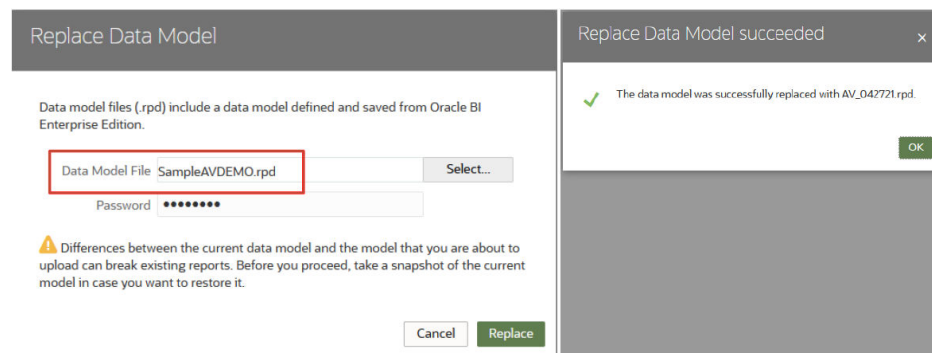 Replace Data Model
Data model files (.rpd) include a data model defined and saved from Oracle BI
Enterprise Edition.
Data Model File SampleAVDEMO.rpd Select...
Password ••••••••
Differences between the current data model and the model that you are about to
upload can break existing reports. Before you proceed, take a snapshot of the current
model in case you want to restore it.
Cancel Replace
Replace Data Model succeeded ×
The data model was successfully replaced with AV_042721.rpd.
OK